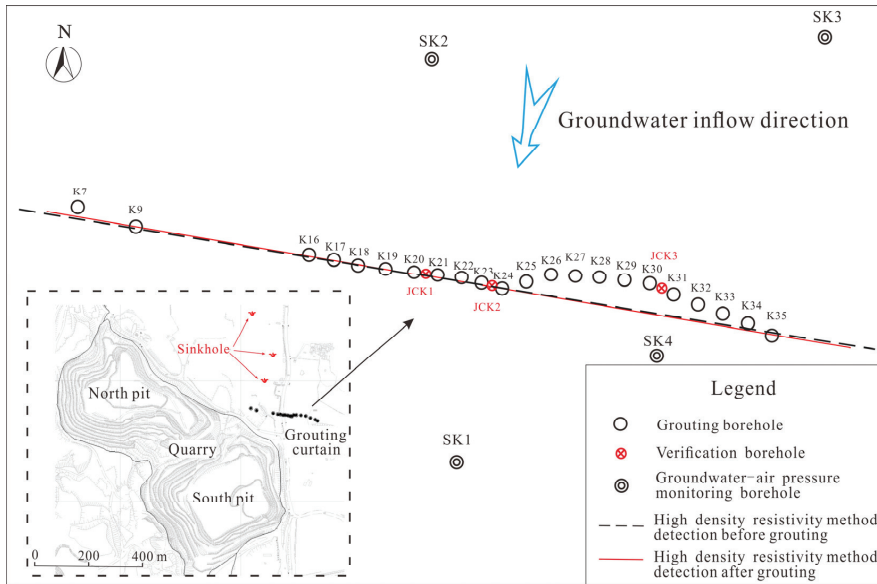 SK3
N
SK2
Groundwater inflow direction
K7
K9
K16
K17
K18
K19
K20
K21
K22
K23
K24
K25
K26
K27
K28
K29
K30
JCK3
K31
K32
K33
K34
K35
JCK1
JCK2
SK4
SK1
Sinkhole
North pit
Quarry
Grouting
curtain
South pit
0 200 400 m
Legend
Grouting borehole
Verification borehole
Groundwater-air pressure
monitoring borehole
High density resistivity method
detection before grouting
High density resistivity method
detection after grouting